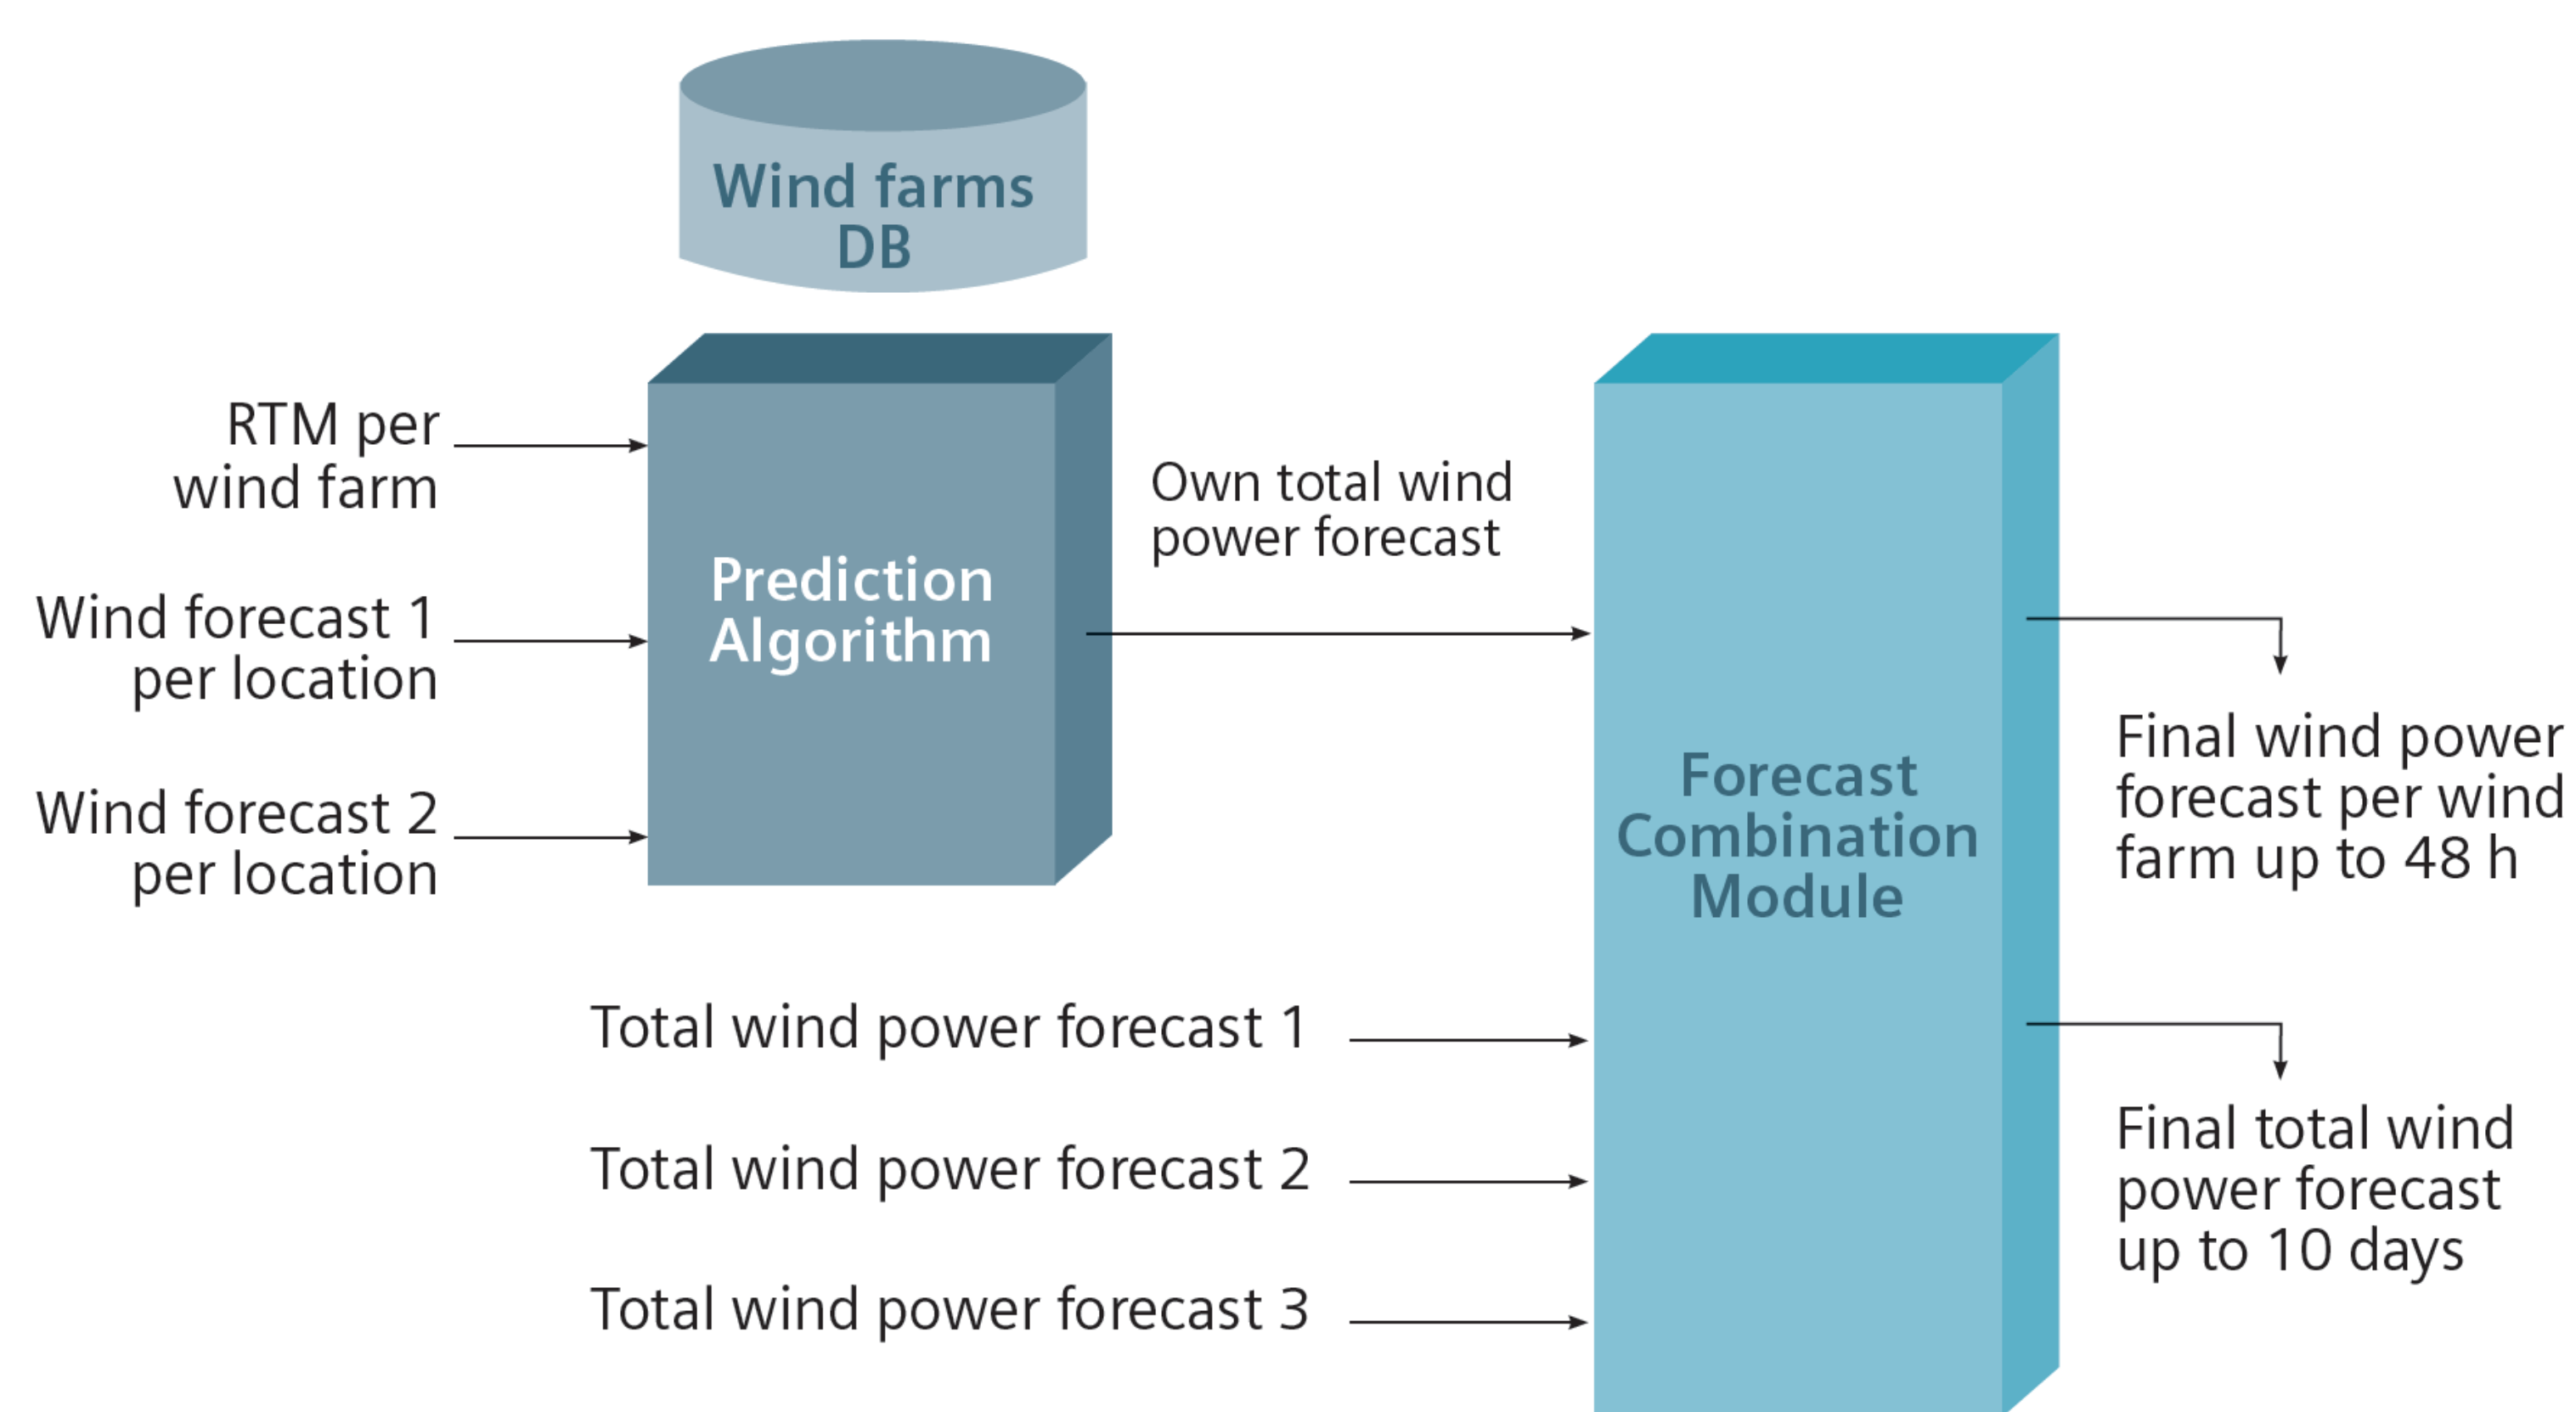 Wind farms
DB
RTM per
wind farm
Wind forecast 1
per location
Wind forecast 2
per location
Prediction
Algorithm
Own total wind
power forecast
Total wind power forecast 1
Total wind power forecast 2
Total wind power forecast 3
Forecast
Combination
Module
Final wind power
forecast per wind
farm up to 48 h
Final total wind
power forecast
up to 10 days